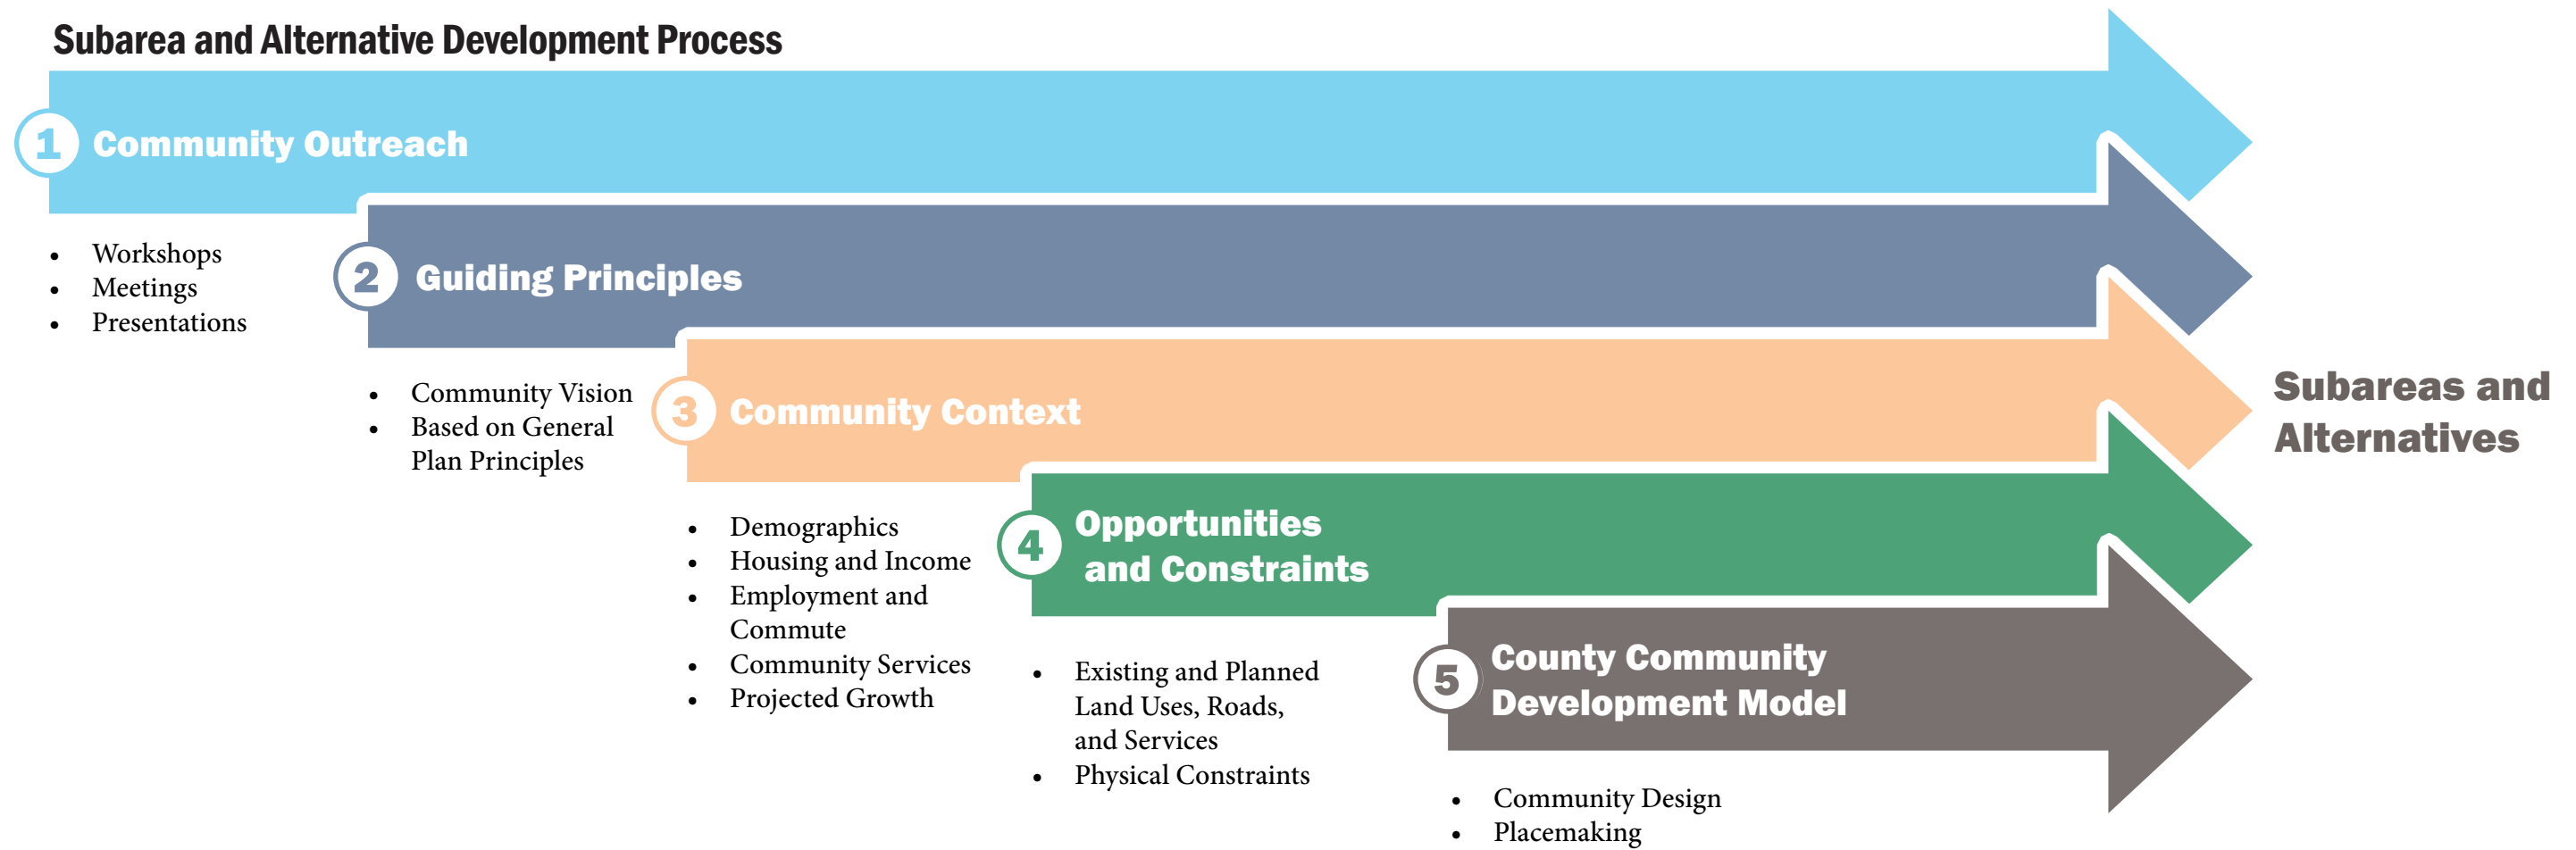 Subarea and Alternative Development Process
1 Community Outreach
• Workshops
• Meetings
• Presentations
2 Guiding Principles
• Community Vision
• Based on General
Plan Principles
3 Community Context
• Demographics
• Housing and Income
• Employment and
Commute
• Community Services
• Projected Growth
4 Opportunities
and Constraints
• Existing and Planned
Land Uses, Roads,
and Services
• Physical Constraints
5 County Community
Development Model
• Community Design
• Placemaking
Subareas and
Alternatives